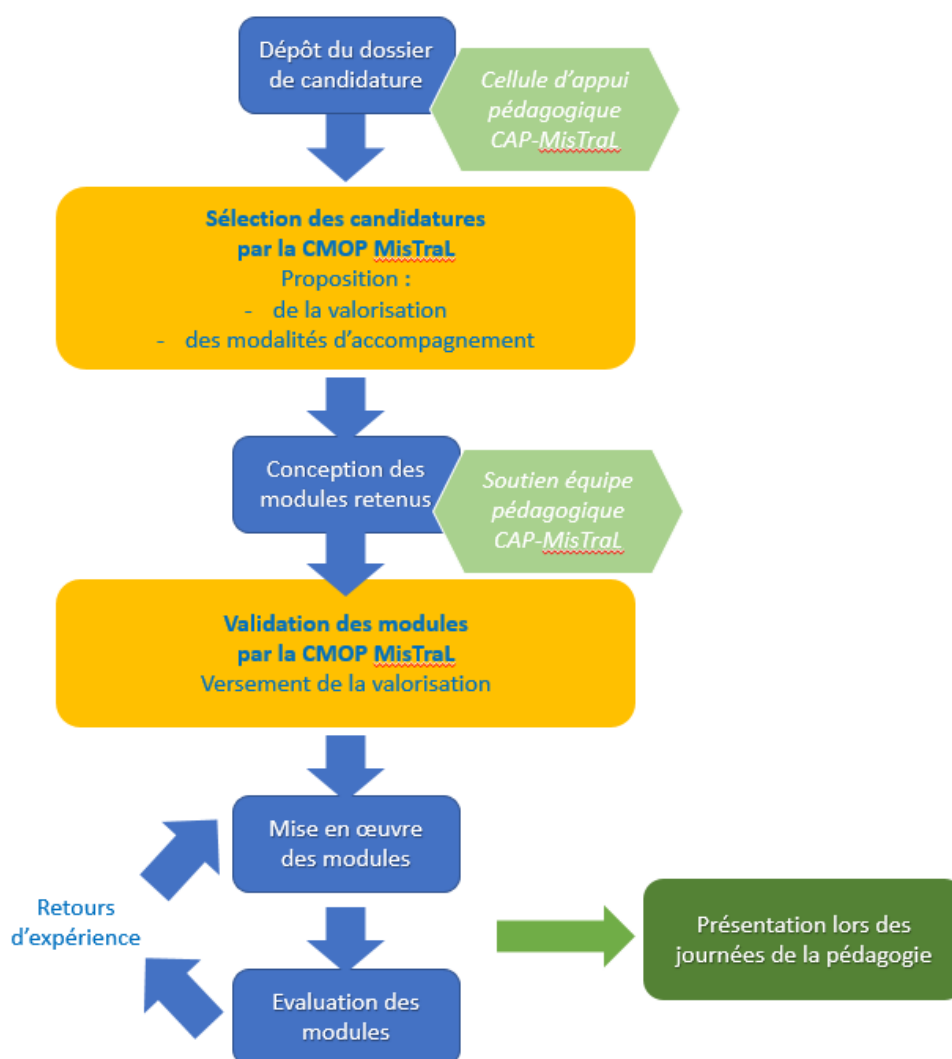 Dépôt du dossier
de candidature
Cellule d'appui
pédagogique
CAP-MisTraL
Sélection des candidatures
par la CMOP MisTraL
Proposition :
- de la valorisation
- des modalités d'accompagnement
Conception des
modules retenus
Soutien équipe
pédagogique
CAP-MisTraL
Validation des modules
par la CMOP MisTraL
Versement de la valorisation
Mise en œuvre
des modules
Retours
d'expérience
Présentation lors des
journées de la pédagogie
Evaluation des
modules